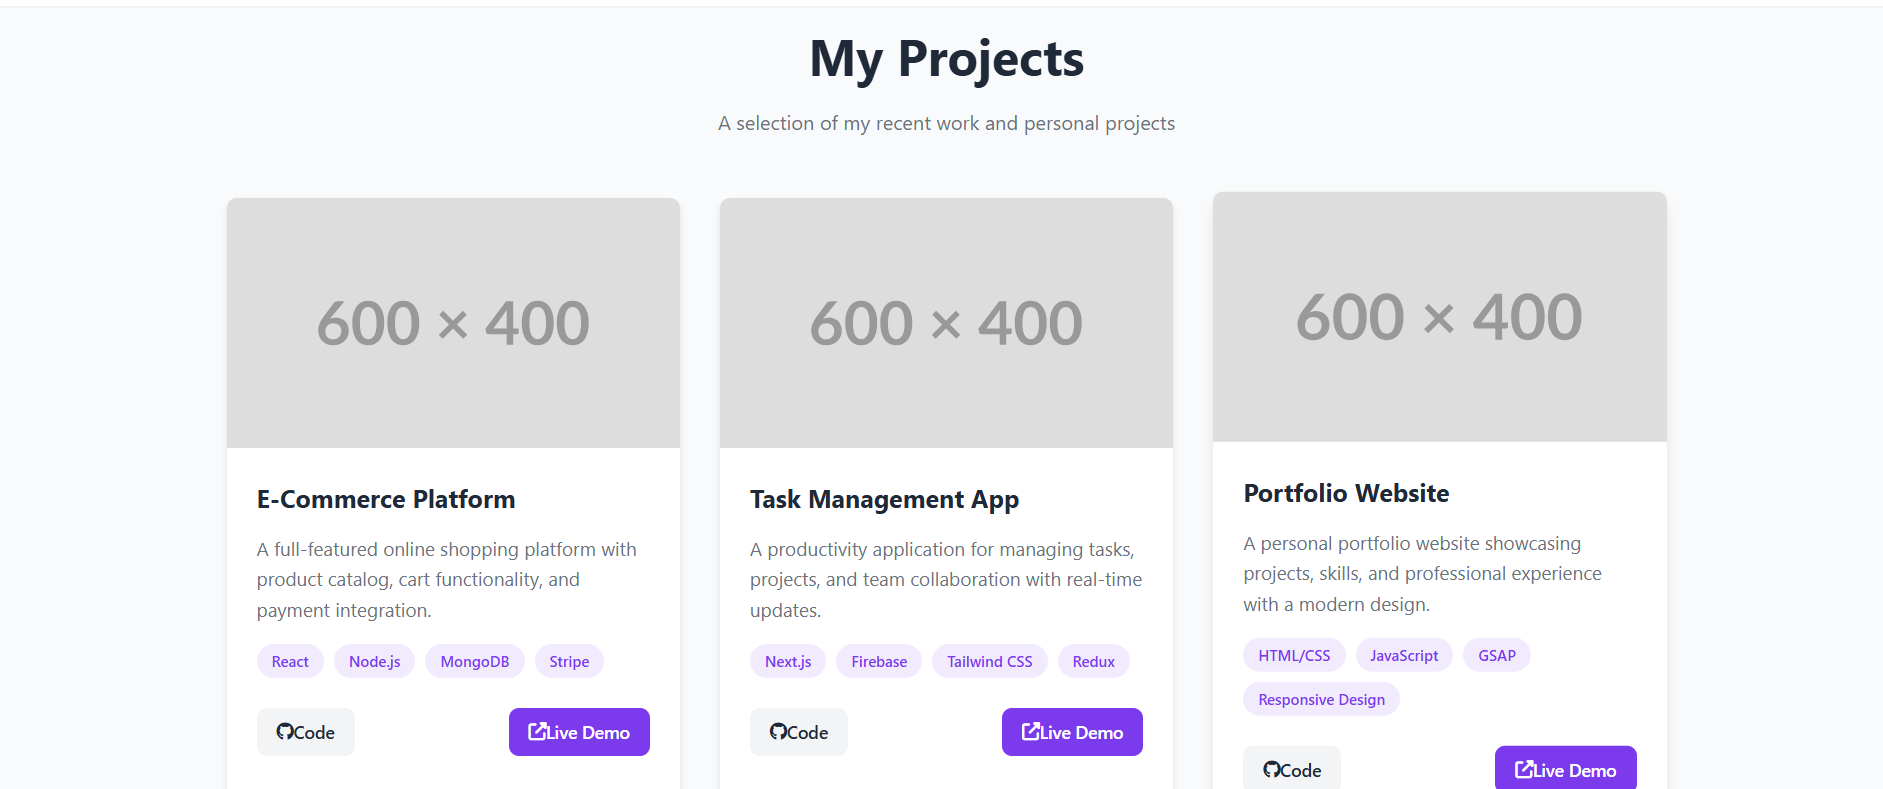 My Projects
A selection of my recent work and personal projects
600 × 400
E-Commerce Platform
A full-featured online shopping platform with
product catalog, cart functionality, and
payment integration.
React
Node.js
MongoDB
Stripe
Code
Live Demo
600 × 400
Task Management App
A productivity application for managing tasks,
projects, and team collaboration with real-time
updates.
Next.js
Firebase
Tailwind CSS
Redux
Code
Live Demo
600 × 400
Portfolio Website
A personal portfolio website showcasing
projects, skills, and professional experience
with a modern design.
HTML/CSS
JavaScript
GSAP
Responsive Design
Code
Live Demo